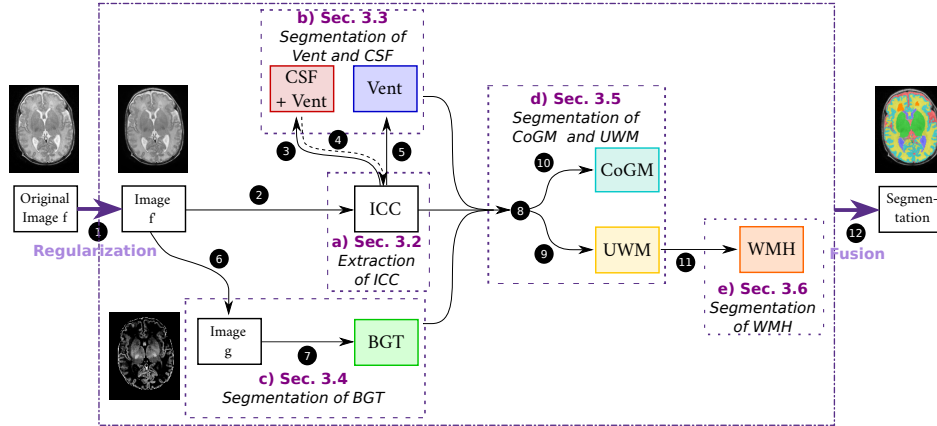 b) Sec. 3.3
Segmentation of
Vent and CSF
CSF
+ Vent
Vent
3
4
5
Original
Image f
1
Regularization
Image
f'
2
ICC
a) Sec. 3.2
Extraction
of ICC
6
Image
g
7
BGT
c) Sec. 3.4
Segmentation of BGT
d) Sec. 3.5
Segmentation of
CoGM and UWM
8
10
CoGM
9
UWM
11
WMH
e) Sec. 3.6
Segmentation
of WMH
12
Fusion
Segmen-
tation